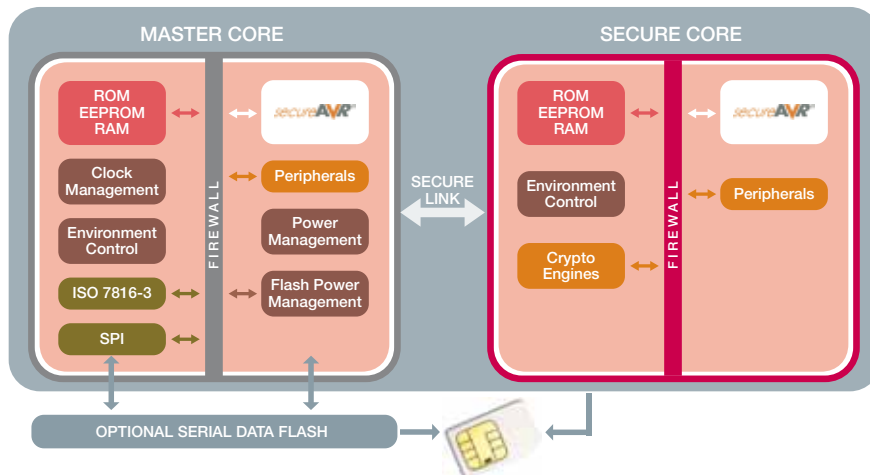 MASTER CORE
ROM
EEPROM
RAM
Clock
Management
Environment
Control
ISO 7816-3
SPI
FIREWALL
secureAVR
Peripherals
Power
Management
Flash Power
Management
SECURE
LINK
SECURE CORE
ROM
EEPROM
RAM
Environment
Control
Crypto
Engines
FIREWALL
secureAVR
Peripherals
OPTIONAL SERIAL DATA FLASH